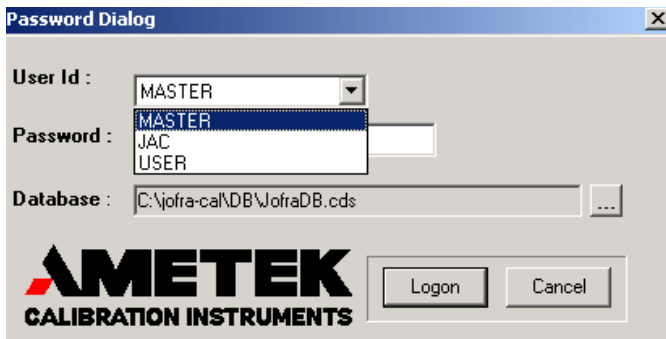 Password Dialog
User Id :
MASTER
MASTER
Password :
JAC
USER
Database :
C:\jofra-cal\DB\JofraDB.cds
...
AMETEK
CALIBRATION INSTRUMENTS
Logon
Cancel